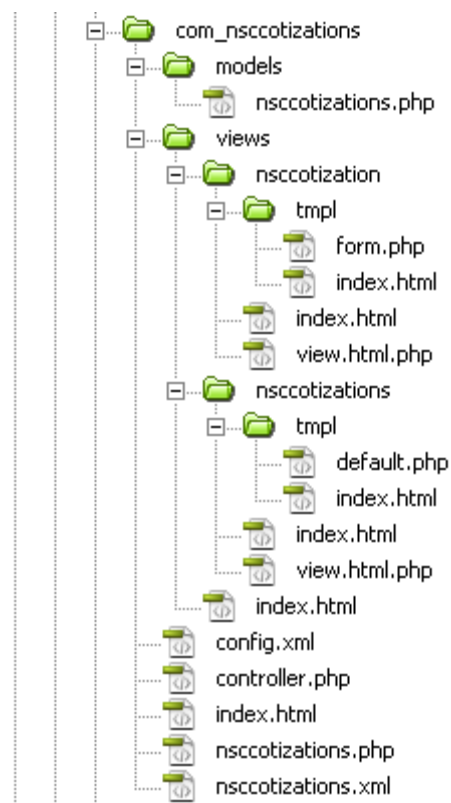 com_nsccotizations
models
nsccotizations.php
views
nsccotization
tmpl
form.php
index.html
index.html
view.html.php
nsccotizations
tmpl
default.php
index.html
index.html
view.html.php
index.html
config.xml
controller.php
index.html
nsccotizations.php
nsccotizations.xml